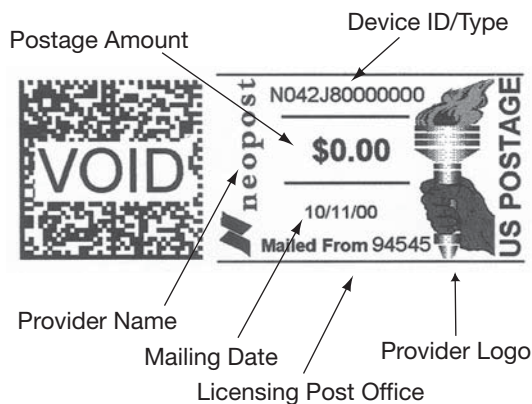 Device ID/Type
Postage Amount
N042J80000000
VOID
neopost
$0.00
US POSTAGE
10/11/00
Mailed From 94545
Provider Name
Mailing Date
Provider Logo
Licensing Post Office